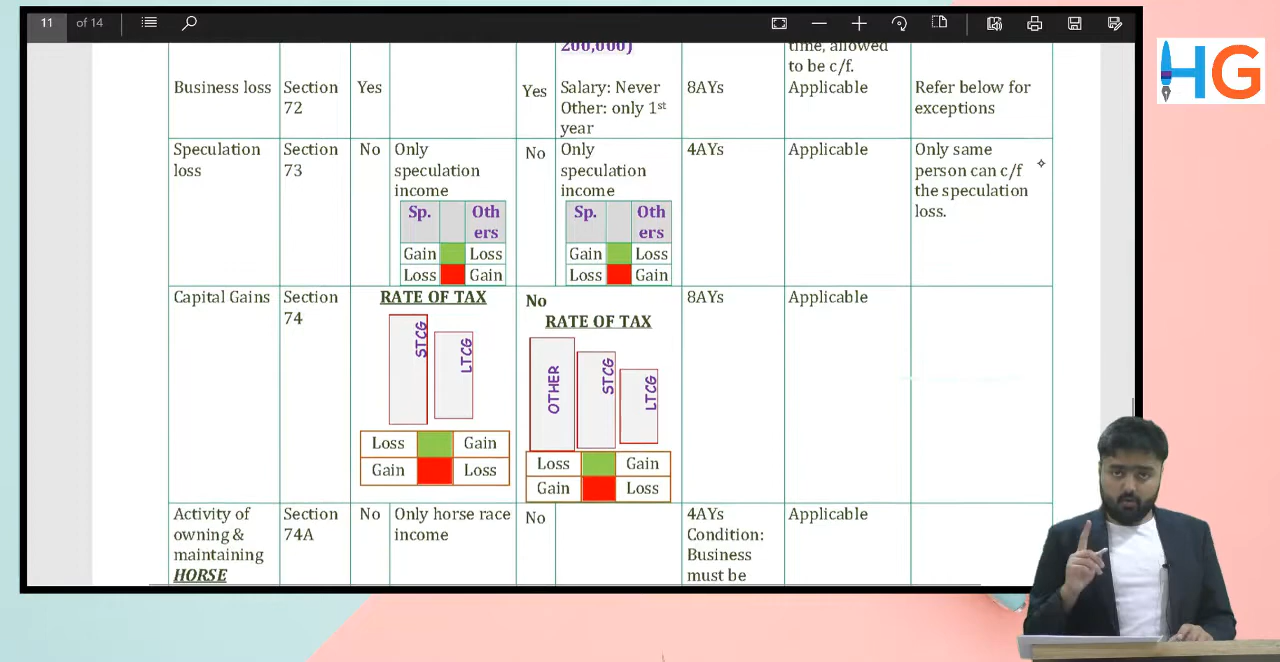 11 of 14
HG
200,000)
time, allowed
to be c/f.
Business loss
Section
72
Yes
Yes
Salary: Never
Other: only 1st
year
8AYs
Applicable
Refer below for
exceptions
Speculation
loss
Section
73
No
Only
speculation
income
Sp.
Oth
ers
Gain
Loss
Loss
Gain
No
Only
speculation
income
Sp.
Oth
ers
Gain
Loss
Loss
Gain
4AYs
Applicable
Only same
person can c/f
the speculation
loss.
Capital Gains
Section
74
RATE OF TAX
STCG
LTCG
Loss
Gain
Gain
Loss
No
RATE OF TAX
OTHER
STCG
LTCG
Loss
Gain
Gain
Loss
8AYs
Applicable
Activity of
owning &
maintaining
HORSE
Section
74A
No
Only horse race
income
No
4AYs
Condition:
Business
must be
Applicable